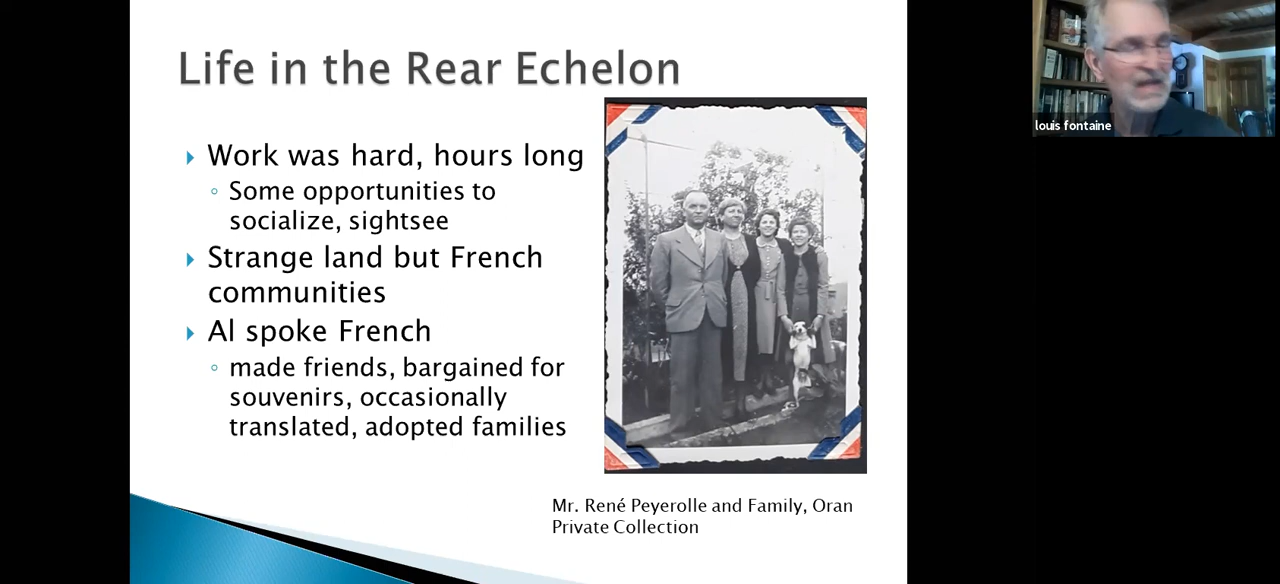 Life in the Rear Echelon
Work was hard, hours long
Some opportunities to
socialize, sightsee
Strange land but French
communities
Al spoke French
made friends, bargained for
souvenirs, occasionally
translated, adopted families
Mr. René Peyerolle and Family, Oran
Private Collection
louis fontaine